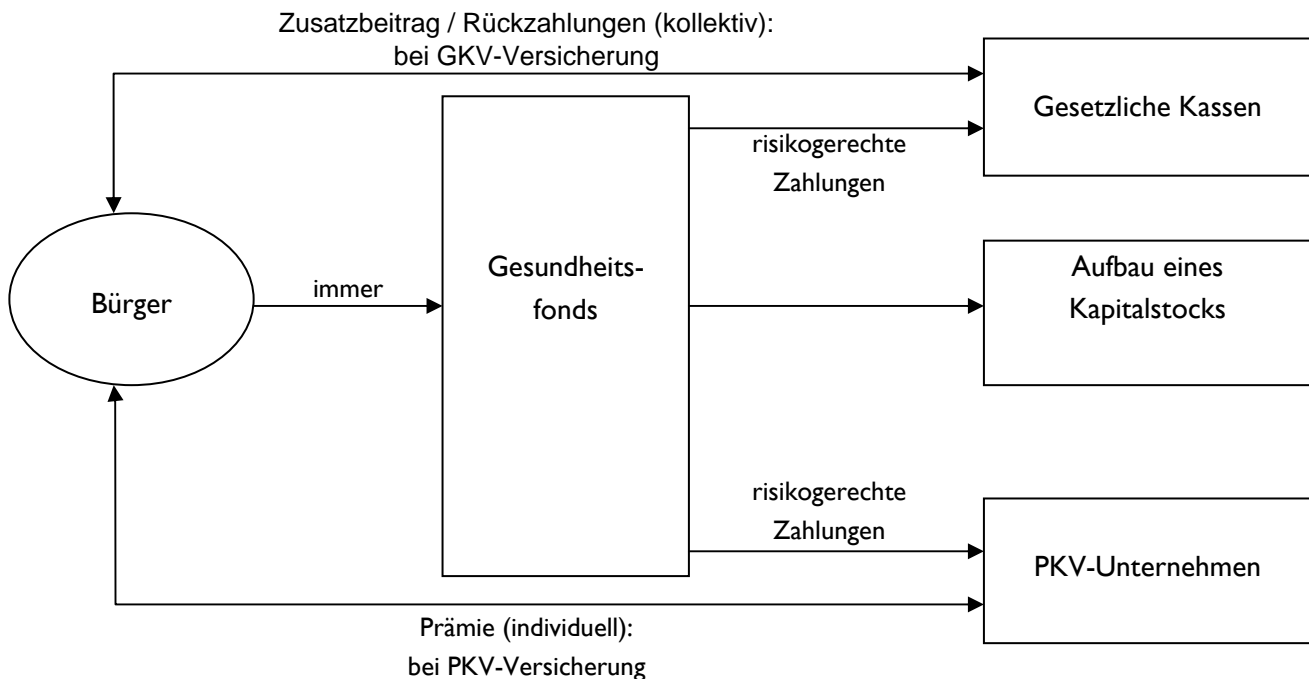 Zusatzbeitrag / Rückzahlungen (kollektiv):
bei GKV-Versicherung
Gesetzliche Kassen
risikogerechte
Zahlungen
Bürger
immer
Gesundheits-
fonds
Aufbau eines
Kapitalstocks
risikogerechte
Zahlungen
PKV-Unternehmen
Prämie (individuell):
bei PKV-Versicherung